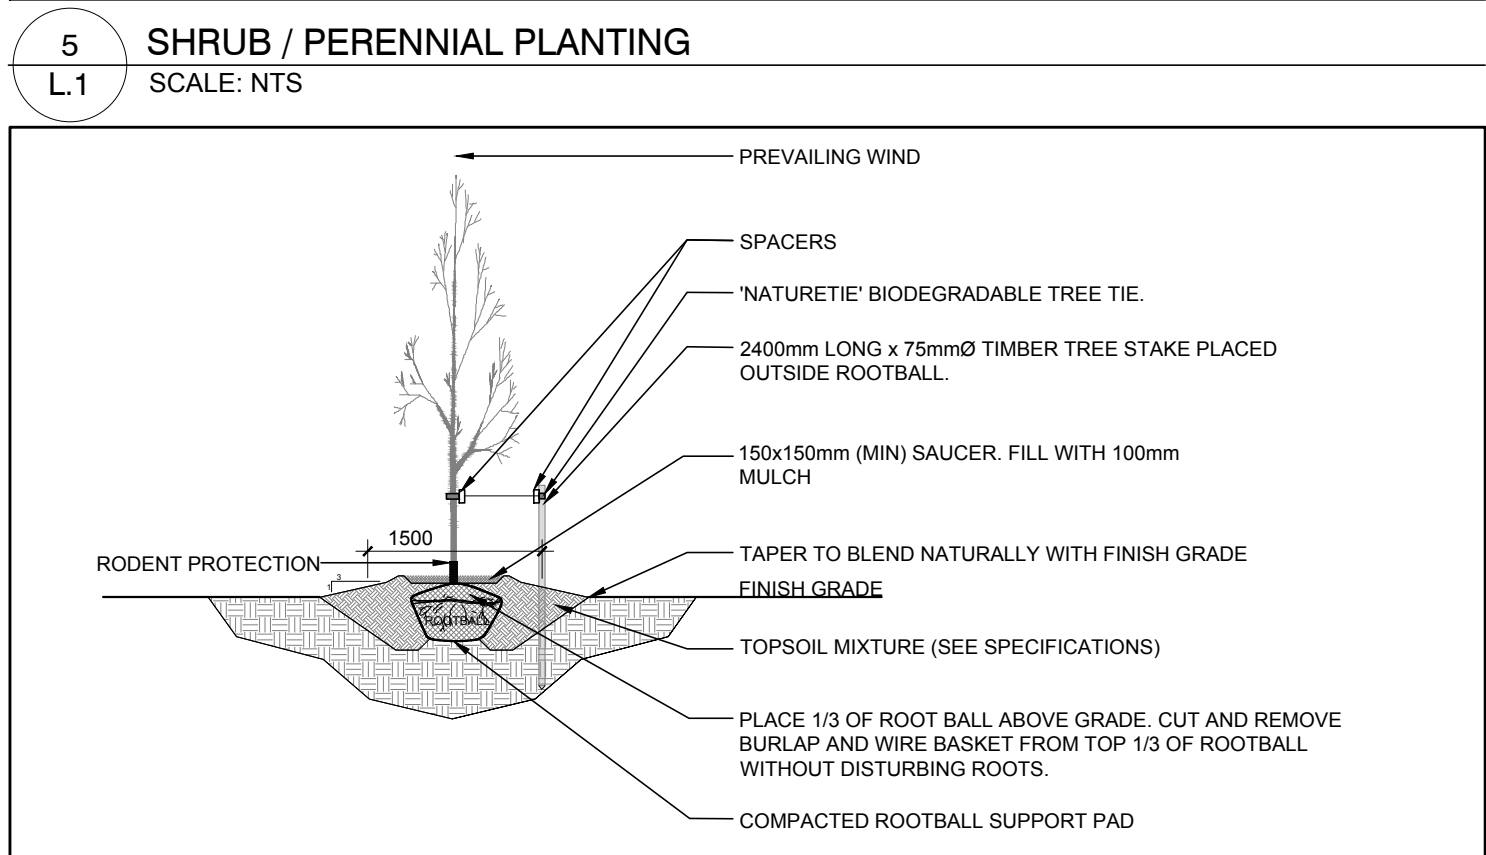 5
L.1
SHRUB / PERENNIAL PLANTING
SCALE: NTS
PREVAILING WIND
SPACERS
'NATURETIE' BIODEGRADABLE TREE TIE.
2400mm LONG x 75mmØ TIMBER TREE STAKE PLACED
OUTSIDE ROOTBALL.
150x150mm (MIN) SAUCER. FILL WITH 100mm
MULCH
1500
RODENT PROTECTION
3
1
TAPER TO BLEND NATURALLY WITH FINISH GRADE
FINISH GRADE
ROOTBALL
TOPSOIL MIXTURE (SEE SPECIFICATIONS)
PLACE 1/3 OF ROOT BALL ABOVE GRADE. CUT AND REMOVE
BURLAP AND WIRE BASKET FROM TOP 1/3 OF ROOTBALL
WITHOUT DISTURBING ROOTS.
COMPACTED ROOTBALL SUPPORT PAD